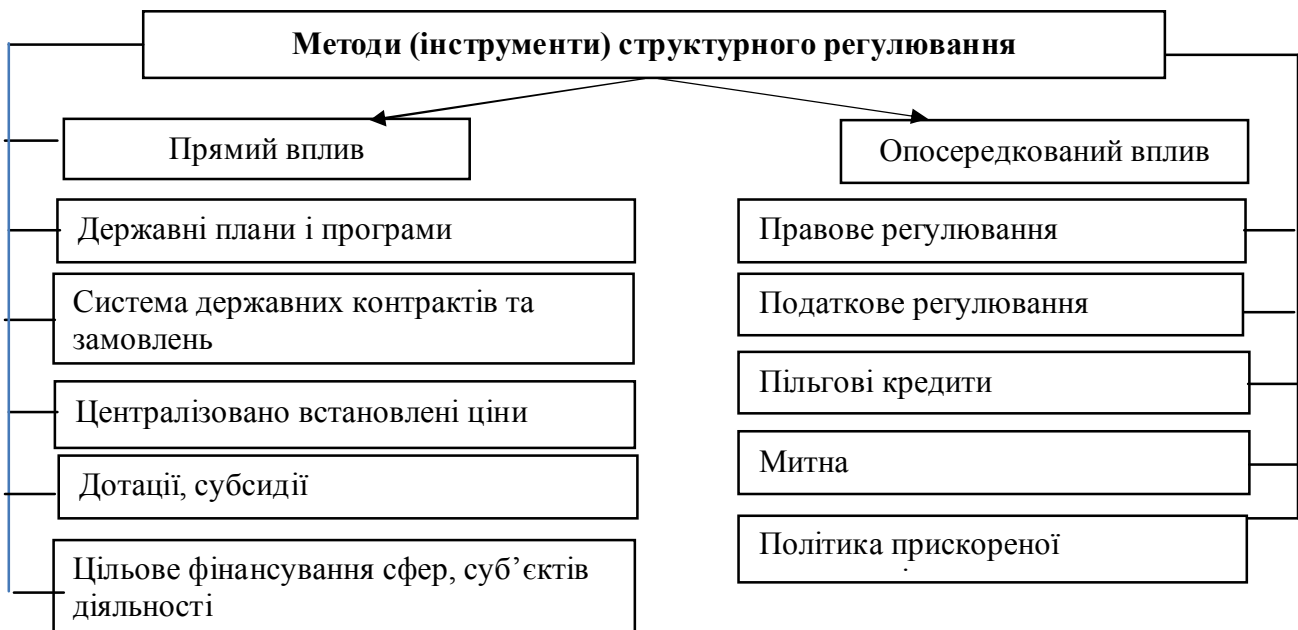 Методи (інструменти) структурного регулювання
Прямий вплив
Опосередкований вплив
Державні плани і програми
Система державних контрактів та
замовлень
Централізовано встановлені ціни
Дотації, субсидії
Цільове фінансування сфер, суб’єктів
діяльності
Правове регулювання
Податкове регулювання
Пільгові кредити
Митна
Політика прискореної